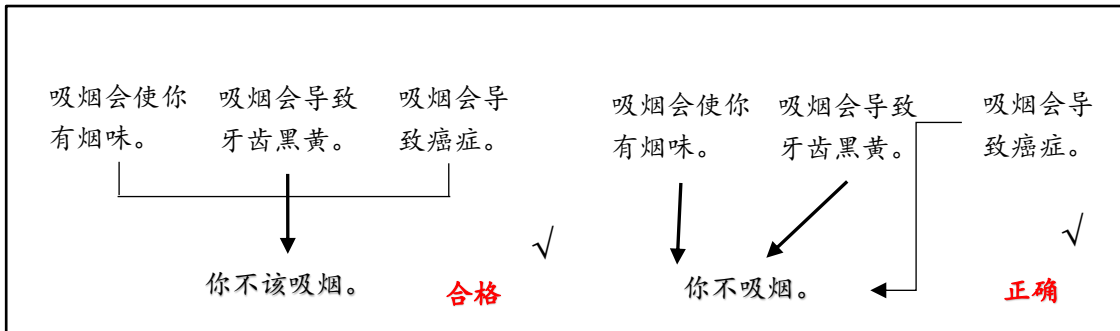 吸烟会使你
有烟味。
吸烟会导致
牙齿黑黄。
吸烟会导
致癌症。
√
你不该吸烟。
合格
吸烟会使你
有烟味。
吸烟会导致
牙齿黑黄。
吸烟会导
致癌症。
√
你不吸烟。
正确